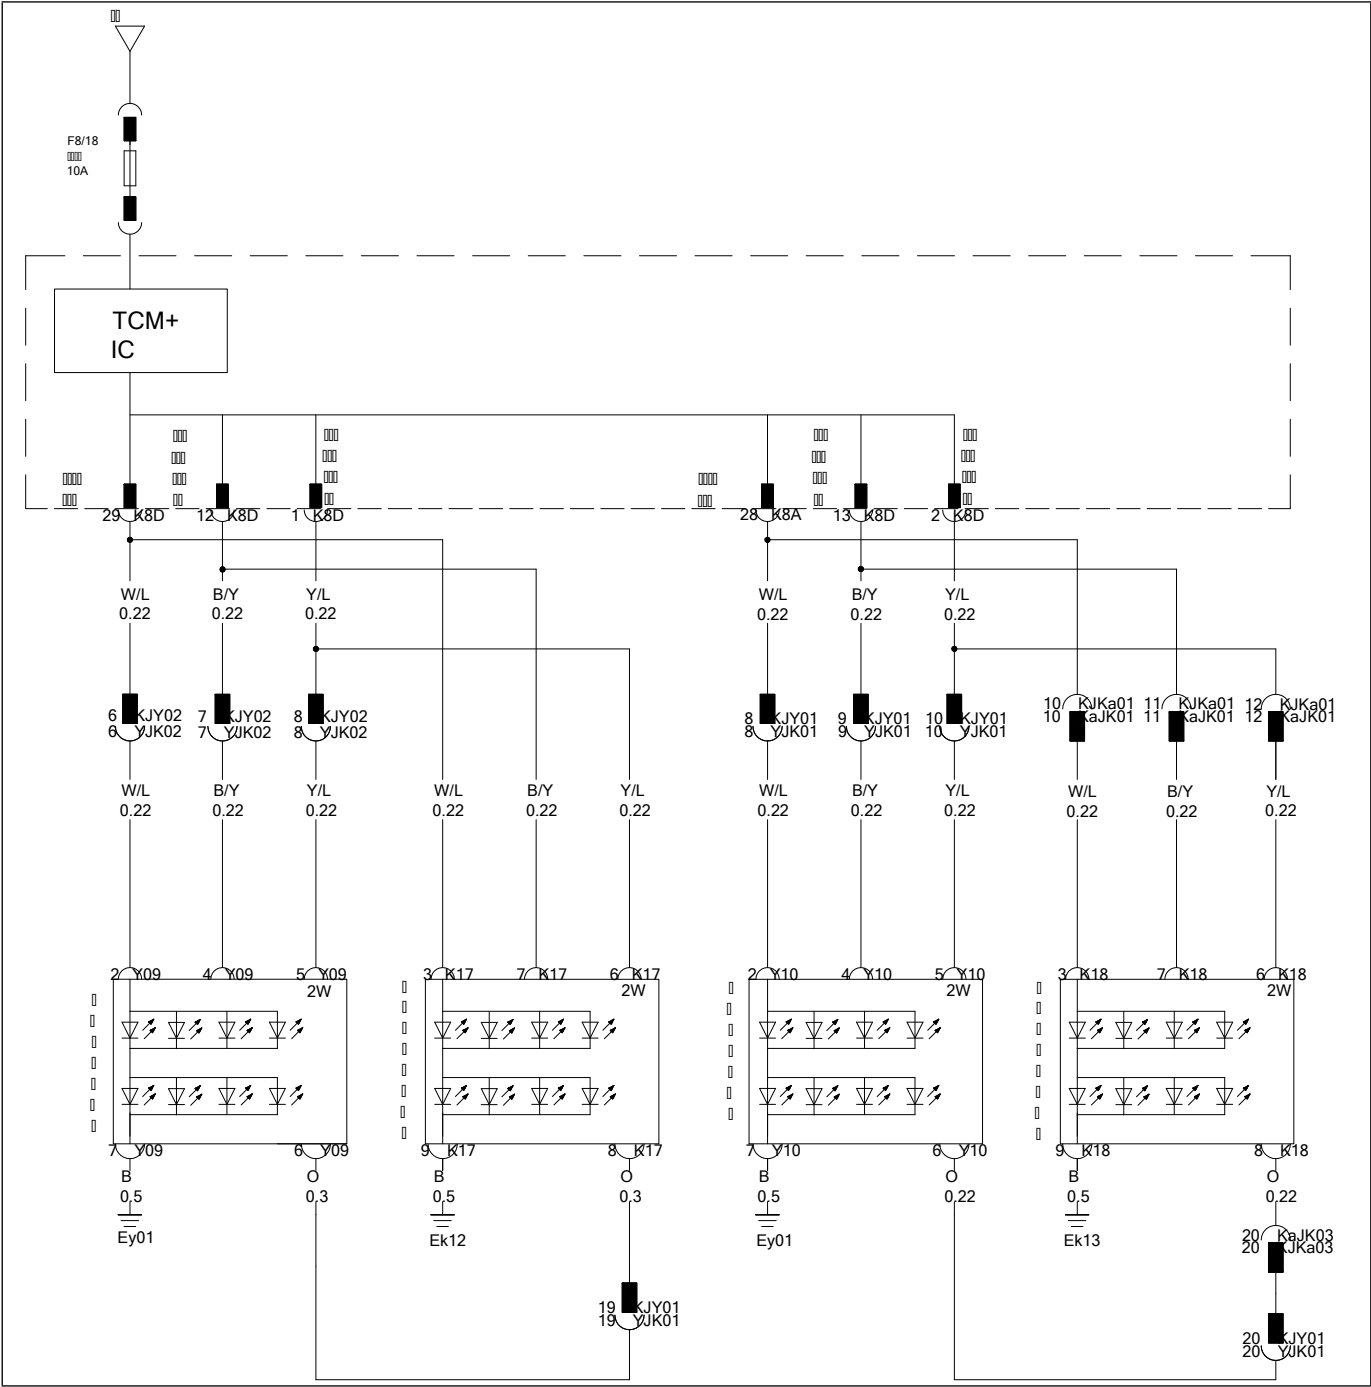 F8/18
10A
TCM+
IC
29 K8D 12 K8D 1 K8D 28 K8A 13 K8D 2 K8D
W/L B/Y Y/L W/L B/Y Y/L
0.22 0.22 0.22 0.22 0.22 0.22
10 KJKa01 11 KJKa01 12 KJKa01
10 KaJK01 11 KaJK01 12 KaJK01
6 KJY02 7 KJY02 8 KJY02 8 KJY01 9 KJY01 10 KJY01
6 YJK02 7 YJK02 8 YJK02 8 YJK01 9 YJK01 10 YJK01
W/L B/Y Y/L W/L B/Y Y/L W/L B/Y Y/L W/L B/Y Y/L
0.22 0.22 0.22 0.22 0.22 0.22 0.22 0.22 0.22 0.22 0.22 0.22
2 Y09 4 Y09 5 Y09 3 K17 7 K17 6 K17 2 Y10 4 Y10 5 Y10 3 K18 7 K18 6 K18
2W 2W 2W 2W
7 Y09 6 Y09 9 K17 8 K17 7 Y10 6 Y10 9 K18 8 K18
B O B O B O B O
0.5 0.3 0.5 0.3 0.5 0.22 0.5 0.22
Ey01 Ek12 Ey01 Ek13
20 KaJK03
20 KJKa03
19 KJY01
19 YJK01
20 KJY01
20 YJK01